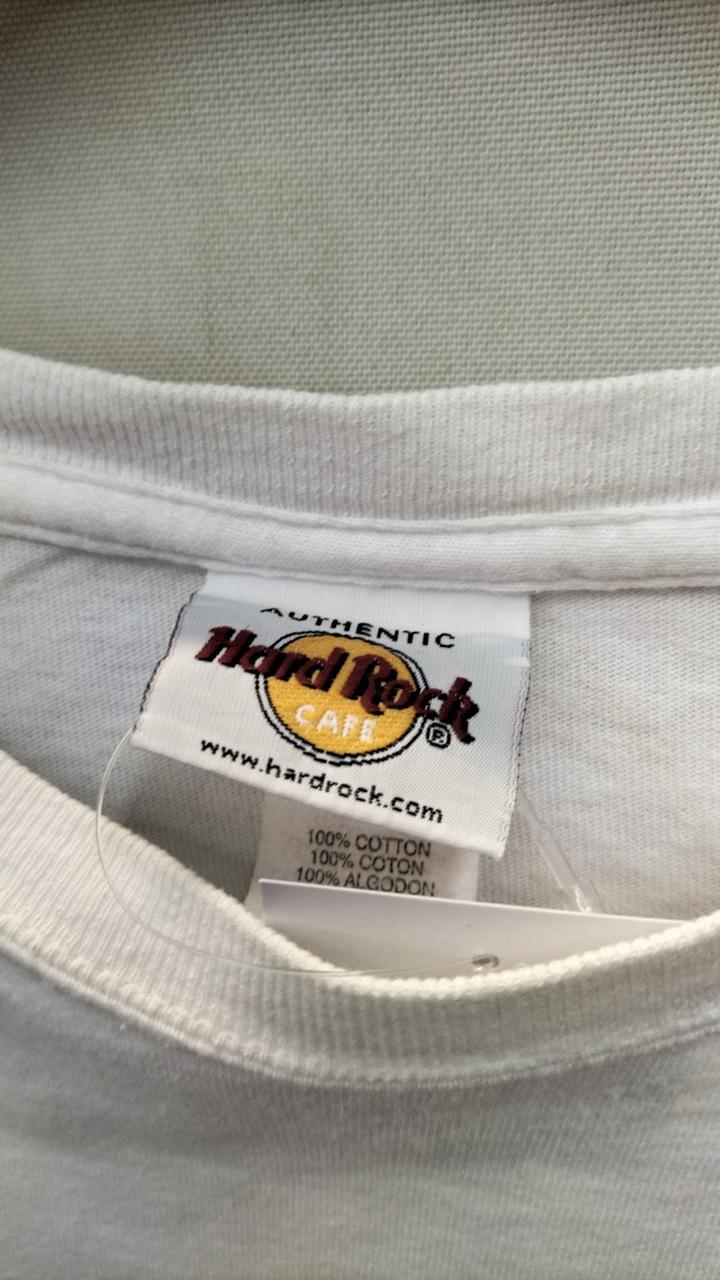 AUTHENTIC
Hard Rock
CAFE
®
www.hardrock.com
100% COTTON
100% COTON
100% ALGODON